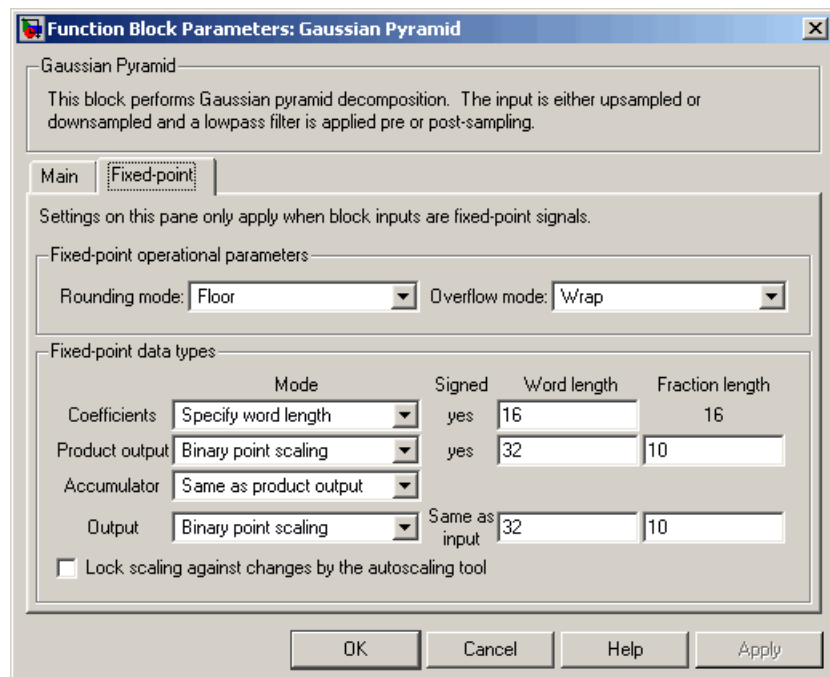 Function Block Parameters: Gaussian Pyramid
Gaussian Pyramid
This block performs Gaussian pyramid decomposition. The input is either upsampled or
downsampled and a lowpass filter is applied pre or post-sampling.
Main Fixed-point
Settings on this pane only apply when block inputs are fixed-point signals.
Fixed-point operational parameters
Rounding mode: Floor Overflow mode: Wrap
Fixed-point data types
Mode Signed Word length Fraction length
Coefficients Specify word length yes 16 16
Product output Binary point scaling yes 32 10
Accumulator Same as product output
Output Binary point scaling Same as input 32 10
Lock scaling against changes by the autoscaling tool
OK Cancel Help Apply